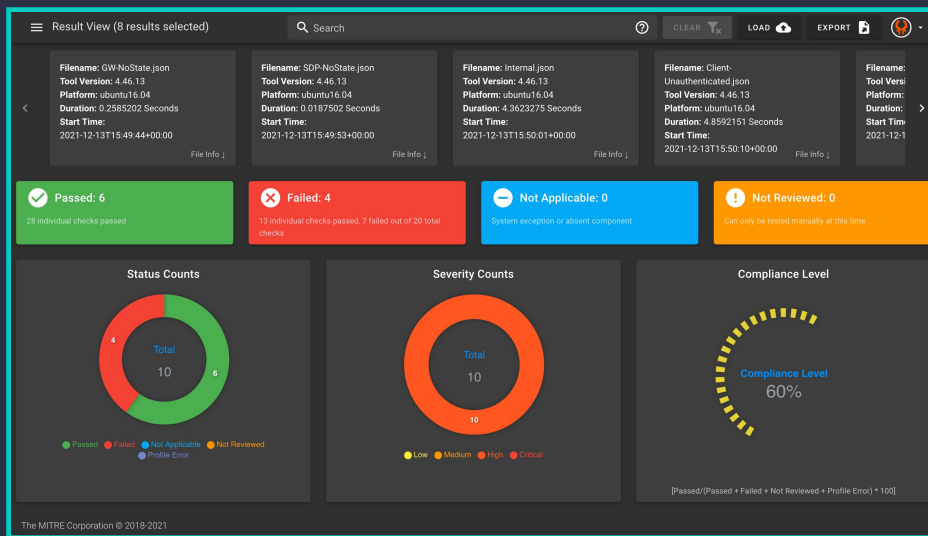 Result View (8 results selected)
Search
CLEAR
LOAD
EXPORT
Filename: GW-NoState.json
Tool Version: 4.46.13
Platform: ubuntu16.04
Duration: 0.2585202 Seconds
Start Time:
2021-12-13T15:49:44+00:00
File Info ↓
Filename: SDP-NoState.json
Tool Version: 4.46.13
Platform: ubuntu16.04
Duration: 0.0187502 Seconds
Start Time:
2021-12-13T15:49:53+00:00
File Info ↓
Filename: Internal.json
Tool Version: 4.46.13
Platform: ubuntu16.04
Duration: 4.3623275 Seconds
Start Time:
2021-12-13T15:50:01+00:00
File Info ↓
Filename: Client-
Unauthenticated.json
Tool Version: 4.46.13
Platform: ubuntu16.04
Duration: 4.8592151 Seconds
Start Time:
2021-12-13T15:50:10+00:00
File Info ↓
Filename:
Tool Versi
Platform:
Duration:
Start Time
2021-12-1
Passed: 6
28 individual checks passed
Failed: 4
13 individual checks passed, 7 failed out of 20 total
checks
Not Applicable: 0
System exception or absent component
Not Reviewed: 0
Can only be tested manually at this time
Status Counts
4
Total
10
6
Passed Failed Not Applicable Not Reviewed
Profile Error
Severity Counts
Total
10
10
Low Medium High Critical
Compliance Level
Compliance Level
60%
[Passed/(Passed + Failed + Not Reviewed + Profile Error) * 100]
The MITRE Corporation © 2018-2021